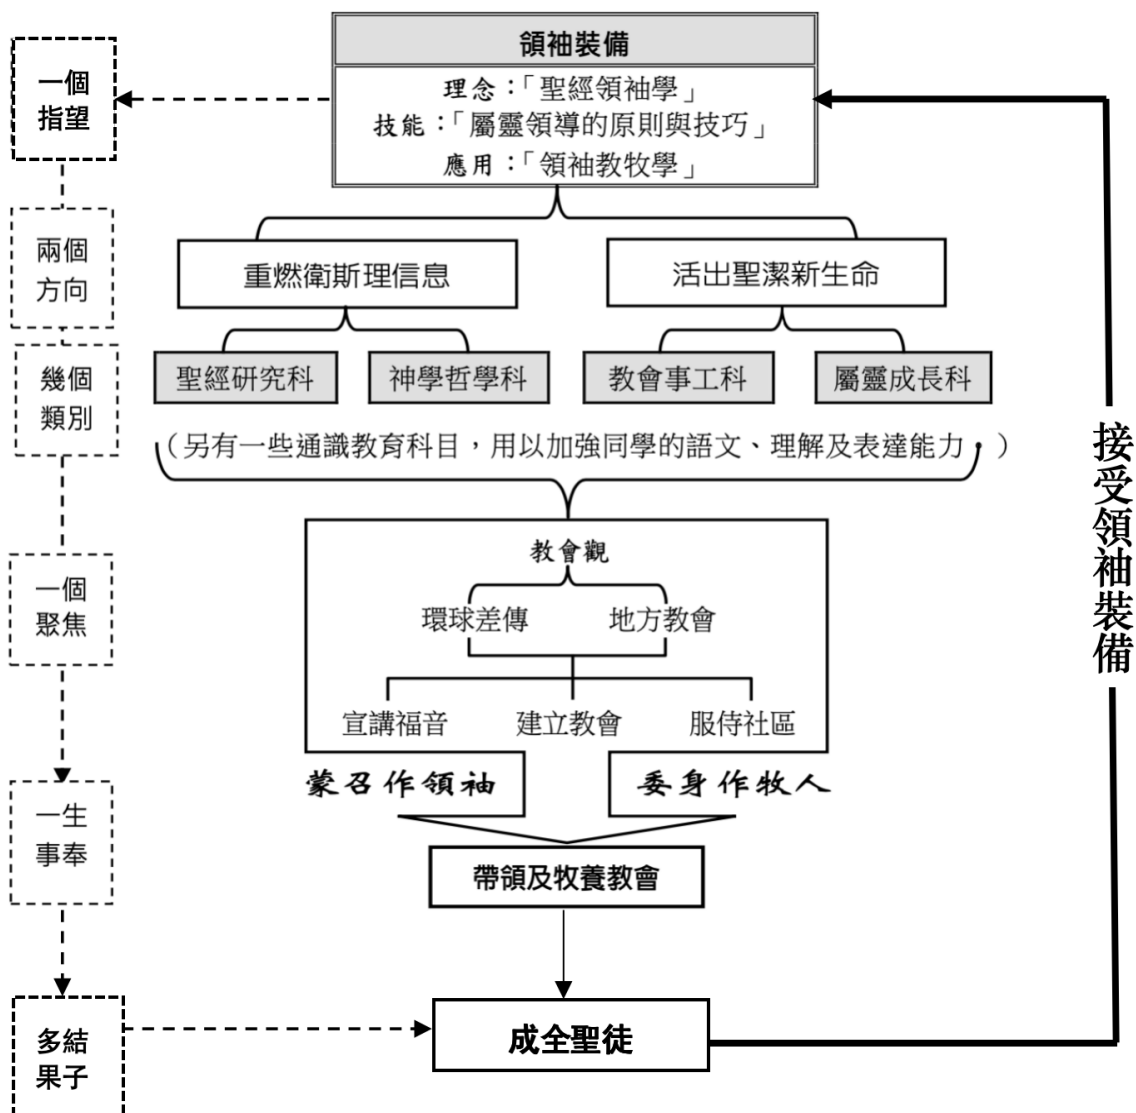 領袖裝備
理念：「聖經領袖學」
技能：「屬靈領導的原則與技巧」
應用：「領袖教牧學」
一個
指望
兩個
方向
重燃衛斯理信息
活出聖潔新生命
幾個
類別
聖經研究科
神學哲學科
教會事工科
屬靈成長科
（另有一些通識教育科目，用以加強同學的語文、理解及表達能力。）
接受領袖裝備
一個
聚焦
教會觀
環球差傳
地方教會
宣講福音
建立教會
服侍社區
蒙召作領袖
委身作牧人
一生
事奉
帶領及牧養教會
多結
果子
成全聖徒